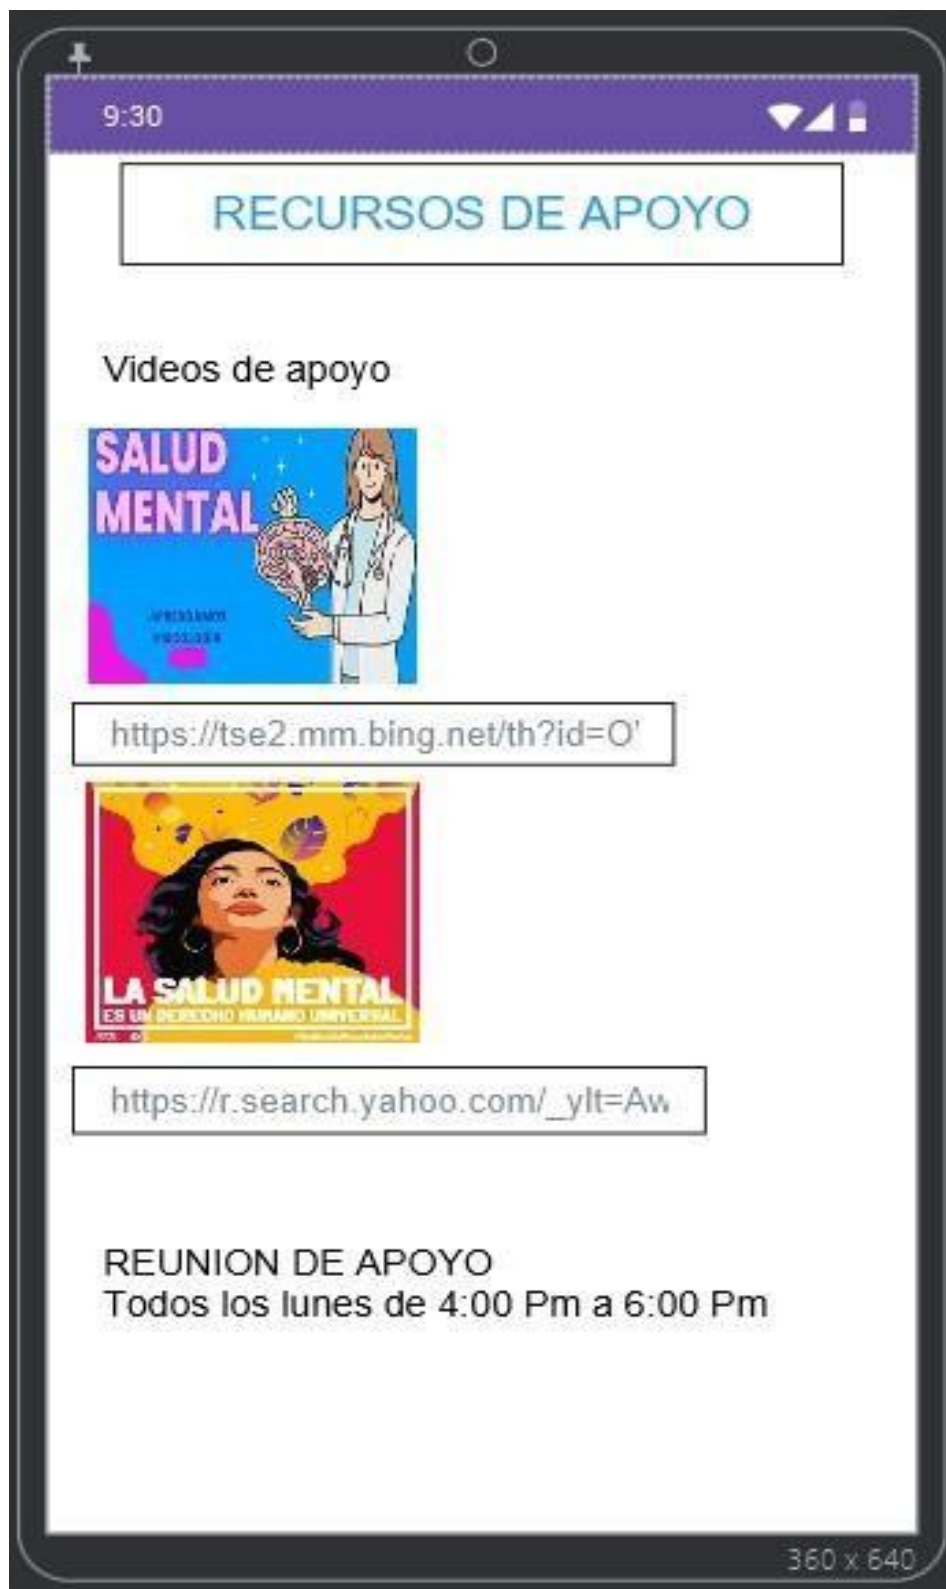 9:30
RECURSOS DE APOYO
Videos de apoyo
SALUD
MENTAL
https://tse2.mm.bing.net/th?id=O'
LA SALUD MENTAL
ES UN DERECHO HUMANO UNIVERSAL
https://r.search.yahoo.com/_ylt=Aw
REUNION DE APOYO
Todos los lunes de 4:00 Pm a 6:00 Pm
360 x 640